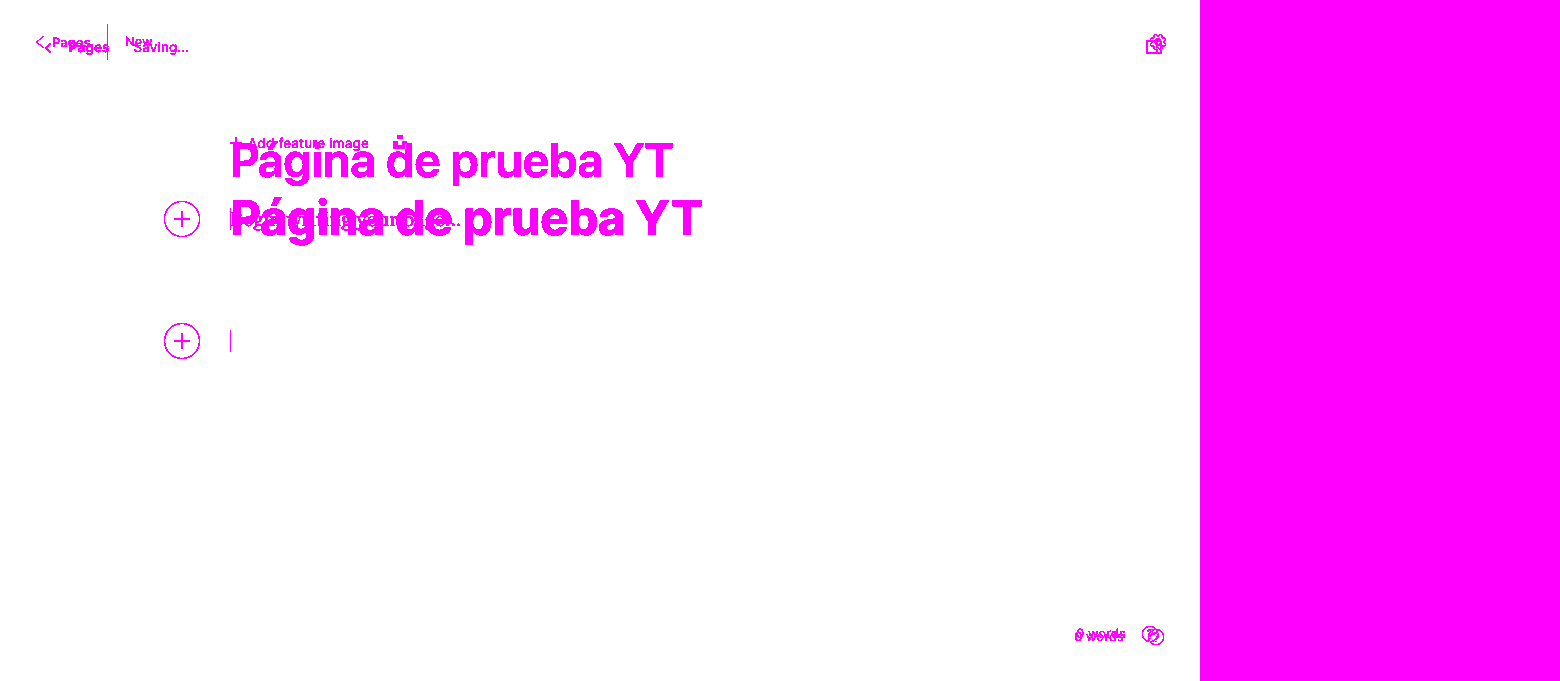 Pages New
Pages Saving...
+ Add feature image
Página de prueba YT
Página de prueba YT
0 words
0 words